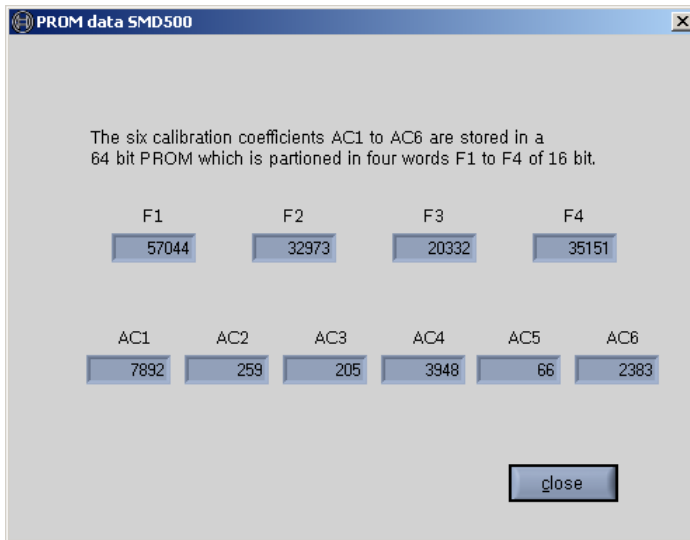 PROM data SMD500
The six calibration coefficients AC1 to AC6 are stored in a
64 bit PROM which is partioned in four words F1 to F4 of 16 bit.
F1 F2 F3 F4
57044 32973 20332 35151
AC1 AC2 AC3 AC4 AC5 AC6
7892 259 205 3948 66 2383
close